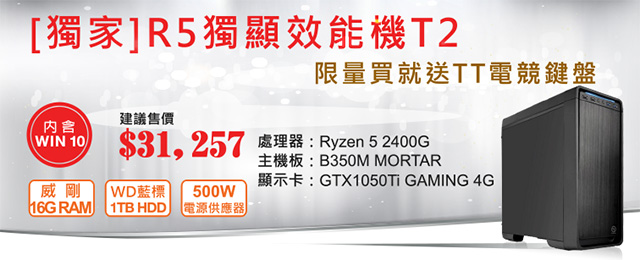 [獨家]R5獨顯效能機T2
限量買就送TT電競鍵盤
內含
WIN 10
建議售價
$31,257
處理器：Ryzen 5 2400G
主機板：B350M MORTAR
顯示卡：GTX1050Ti GAMING 4G
威剛
16G RAM
WD藍標
1TB HDD
500W
電源供應器